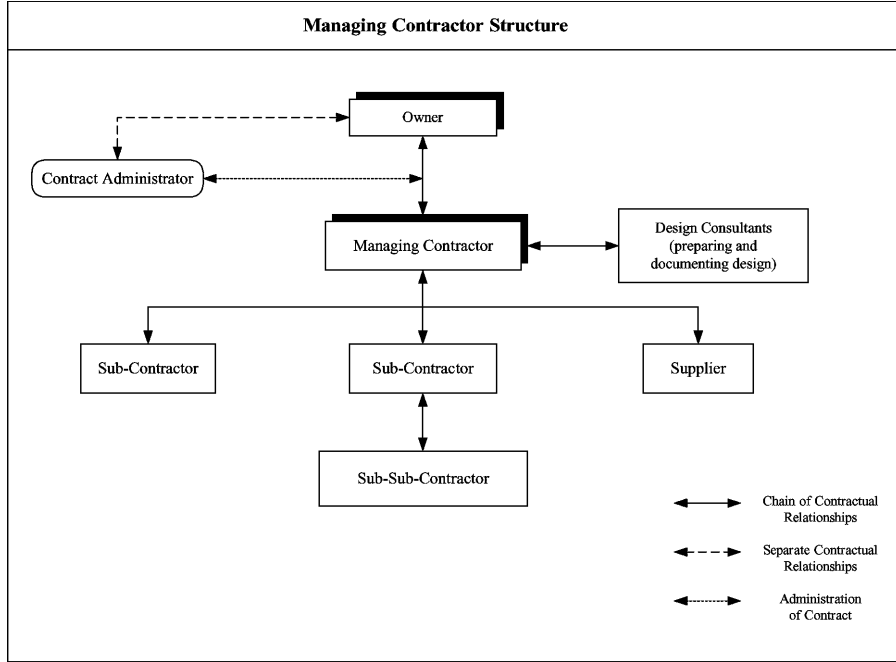 Managing Contractor Structure
Owner
Contract Administrator
Managing Contractor
Design Consultants
(preparing and
documenting design)
Sub-Contractor
Sub-Contractor
Supplier
Sub-Sub-Contractor
Chain of Contractual
Relationships
Separate Contractual
Relationships
Administration
of Contract